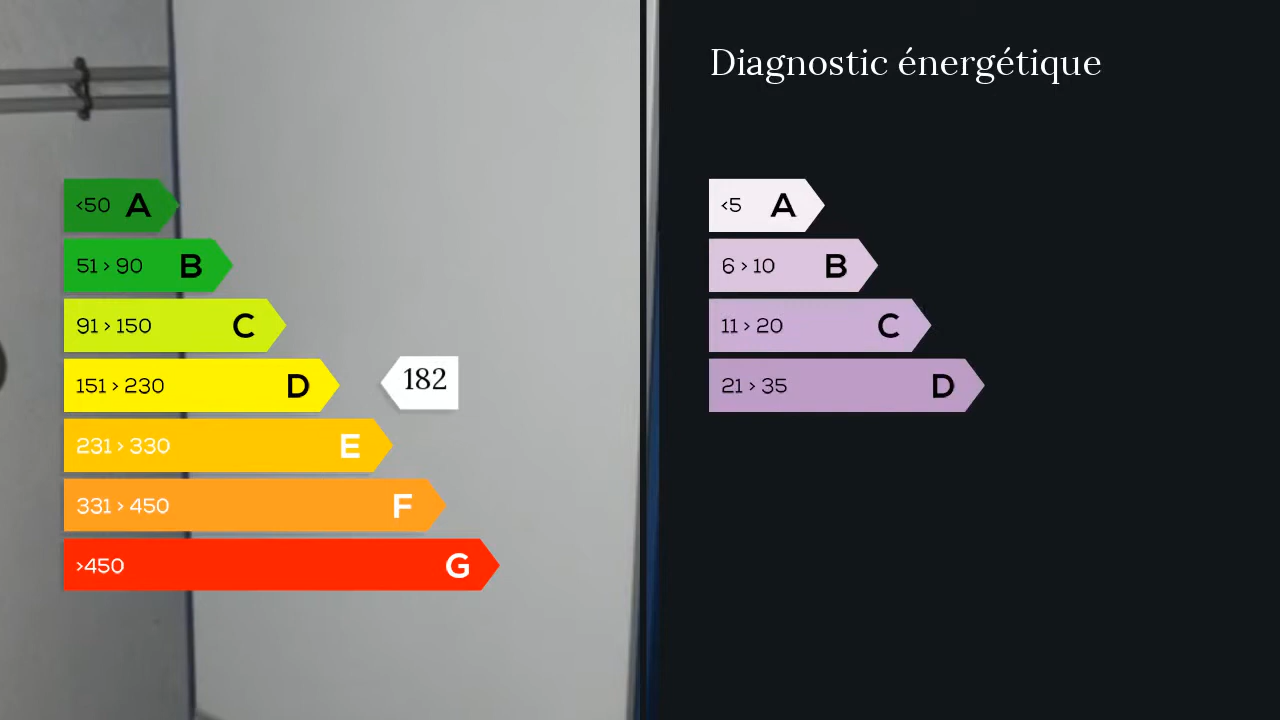 Diagnostic énergétique
<50 A
51 > 90 B
91 > 150 C
151 > 230 D
182
231 > 330 E
331 > 450 F
>450 G
<5 A
6 > 10 B
11 > 20 C
21 > 35 D